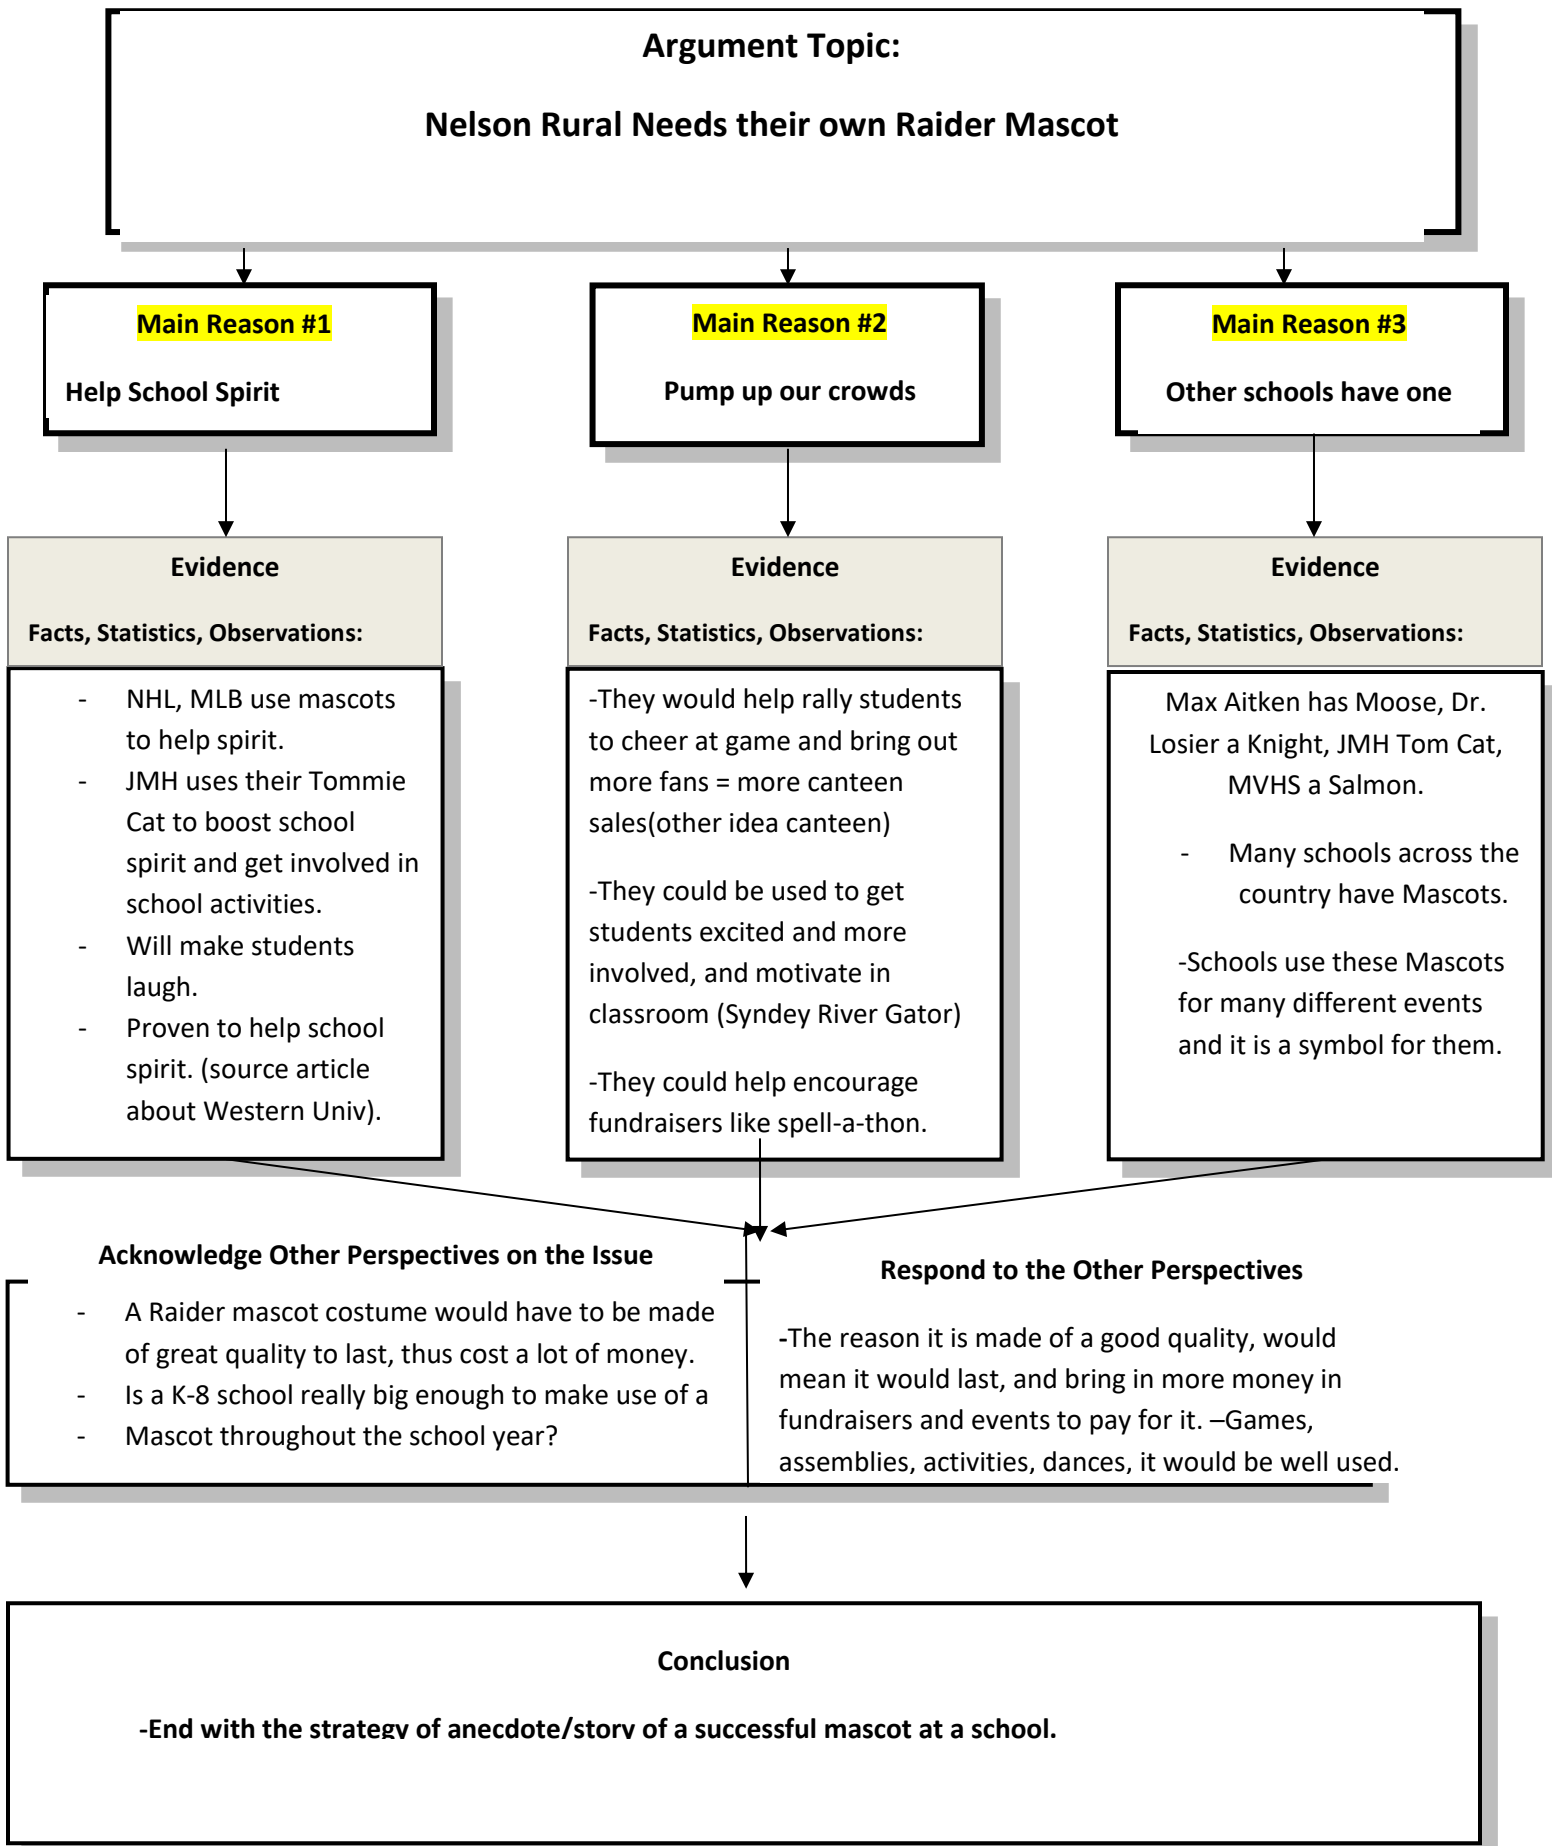 Argument Topic:
Nelson Rural Needs their own Raider Mascot
Main Reason #1
Help School Spirit
Main Reason #2
Pump up our crowds
Main Reason #3
Other schools have one
Evidence
Facts, Statistics, Observations:
- NHL, MLB use mascots
to help spirit.
- JMH uses their Tommie
Cat to boost school
spirit and get involved in
school activities.
- Will make students
laugh.
- Proven to help school
spirit. (source article
about Western Univ).
Evidence
Facts, Statistics, Observations:
-They would help rally students
to cheer at game and bring out
more fans = more canteen
sales(other idea canteen)
-They could be used to get
students excited and more
involved, and motivate in
classroom (Syndey River Gator)
-They could help encourage
fundraisers like spell-a-thon.
Evidence
Facts, Statistics, Observations:
Max Aitken has Moose, Dr.
Losier a Knight, JMH Tom Cat,
MVHS a Salmon.
- Many schools across the
country have Mascots.
-Schools use these Mascots
for many different events
and it is a symbol for them.
Acknowledge Other Perspectives on the Issue
- A Raider mascot costume would have to be made
of great quality to last, thus cost a lot of money.
- Is a K-8 school really big enough to make use of a
- Mascot throughout the school year?
Respond to the Other Perspectives
-The reason it is made of a good quality, would
mean it would last, and bring in more money in
fundraisers and events to pay for it. –Games,
assemblies, activities, dances, it would be well used.
Conclusion
-End with the strategy of anecdote/story of a successful mascot at a school.